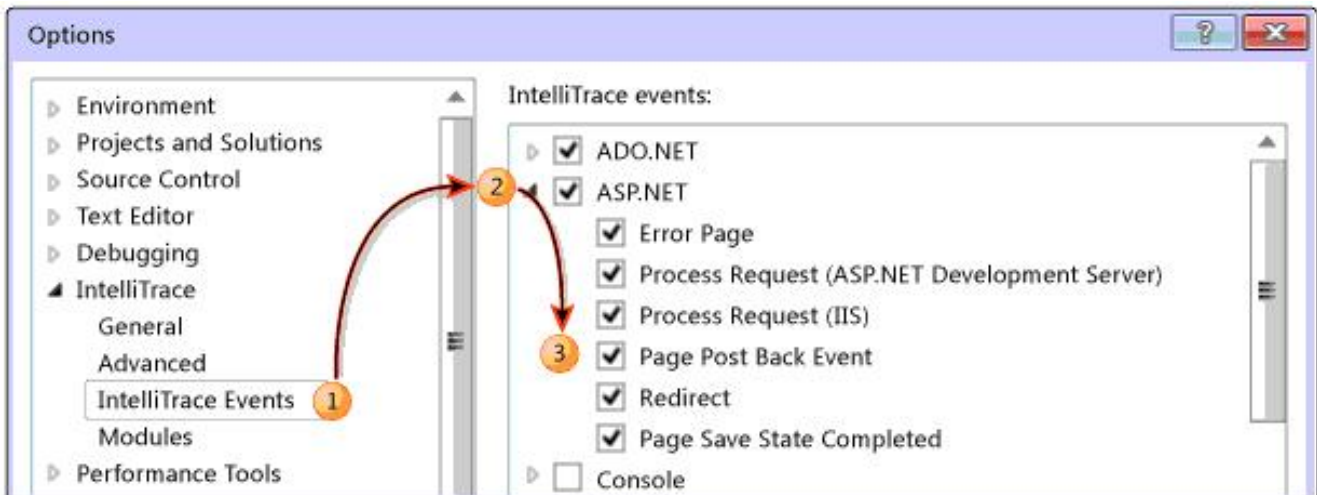 Options
Environment
Projects and Solutions
Source Control
Text Editor
Debugging
IntelliTrace
General
Advanced
IntelliTrace Events 1
Modules
Performance Tools
IntelliTrace events:
ADO.NET
2 ASP.NET
Error Page
Process Request (ASP.NET Development Server)
Process Request (IIS)
3 Page Post Back Event
Redirect
Page Save State Completed
Console